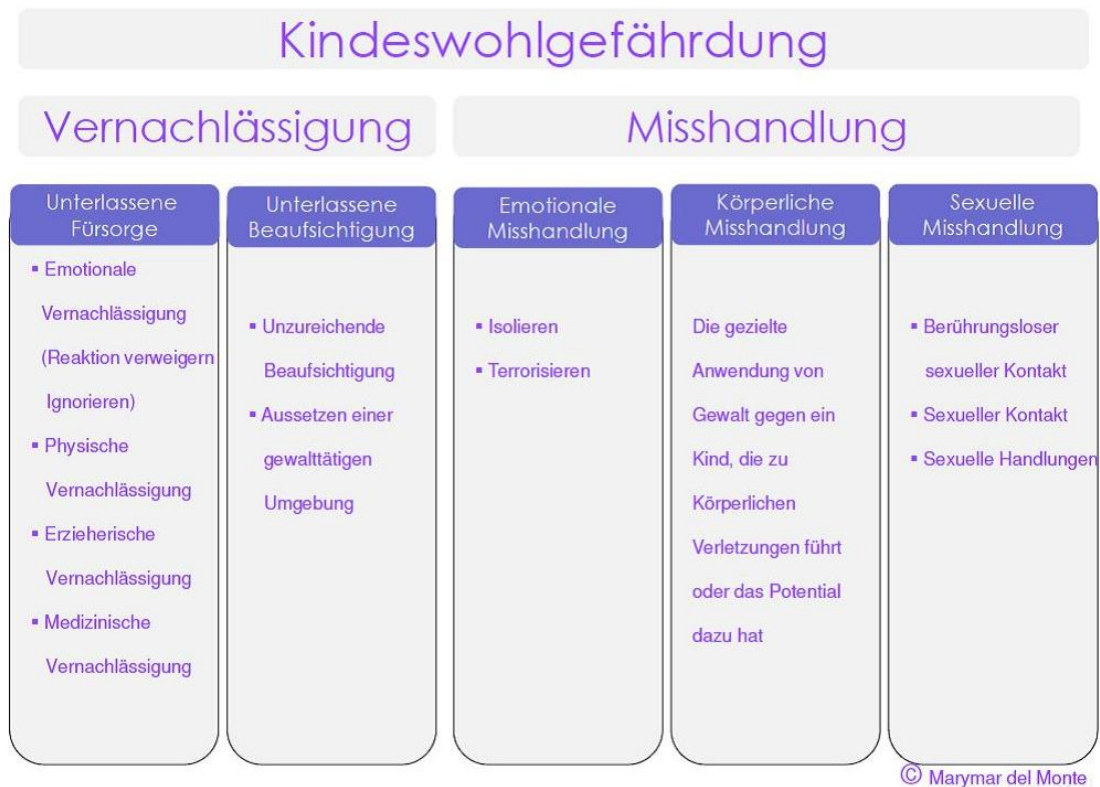 Kindeswohlgefährdung
Vernachlässigung
Misshandlung
Unterlassene
Fürsorge
▪ Emotionale
Vernachlässigung
(Reaktion verweigern
Ignorieren)
▪ Physische
Vernachlässigung
▪ Erzieherische
Vernachlässigung
▪ Medizinische
Vernachlässigung
Unterlassene
Beaufsichtigung
▪ Unzureichende
Beaufsichtigung
▪ Aussetzen einer
gewalttätigen
Umgebung
Emotionale
Misshandlung
▪ Isolieren
▪ Terrorisieren
Körperliche
Misshandlung
Die gezielte
Anwendung von
Gewalt gegen ein
Kind, die zu
Körperlichen
Verletzungen führt
oder das Potential
dazu hat
Sexuelle
Misshandlung
▪ Berührungsloser
sexueller Kontakt
▪ Sexueller Kontakt
▪ Sexuelle Handlungen
© Marymar del Monte